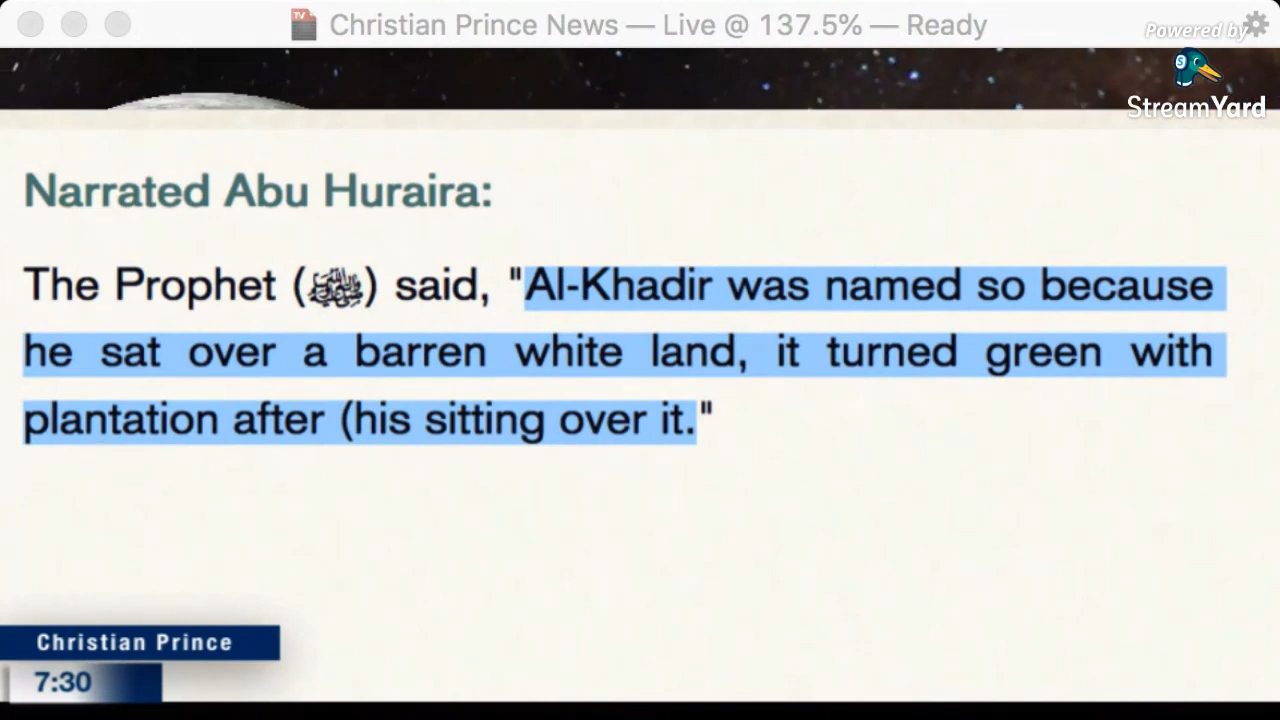 Christian Prince News — Live @ 137.5% — Ready
Powered by
StreamYard
Narrated Abu Huraira:
The Prophet (ﷺ) said, "Al-Khadir was named so because
he sat over a barren white land, it turned green with
plantation after (his sitting over it."
Christian Prince
7:30